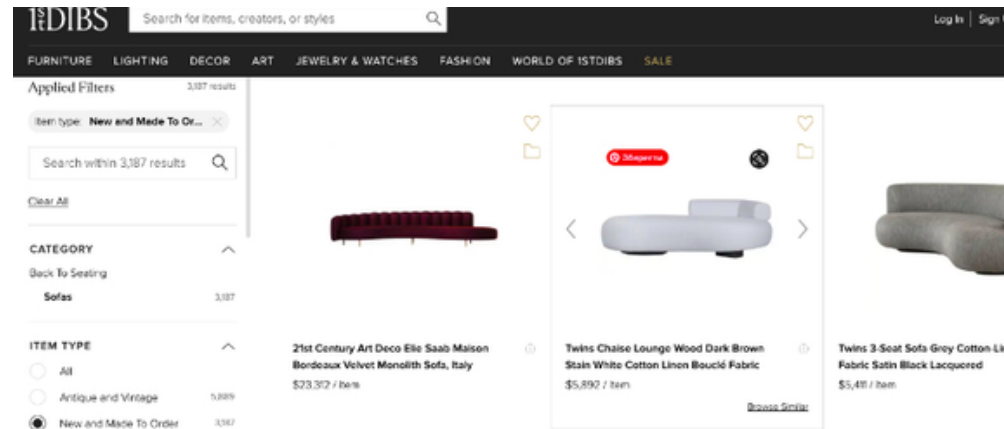 1stDIBS
Search for items, creators, or styles
Log In
Sign
FURNITURE LIGHTING DECOR ART JEWELRY & WATCHES FASHION WORLD OF 1STDIBS SALE
Applied Filters 3,187 results
Item type: New and Made To Or...
Search within 3,187 results
Clear All
CATEGORY
Back To Seating
Sofas 3,187
ITEM TYPE
All
Antique and Vintage 5,889
New and Made To Order 3,187
21st Century Art Deco Elie Saab Maison
Bordeaux Velvet Monolith Sofa, Italy
$23,312 / item
Twins Chaise Lounge Wood Dark Brown
Stain White Cotton Linen Bouclé Fabric
$5,892 / item
Browse Similar
Twins 3-Seat Sofa Grey Cotton-Li
Fabric Satin Black Lacquered
$5,411 / item